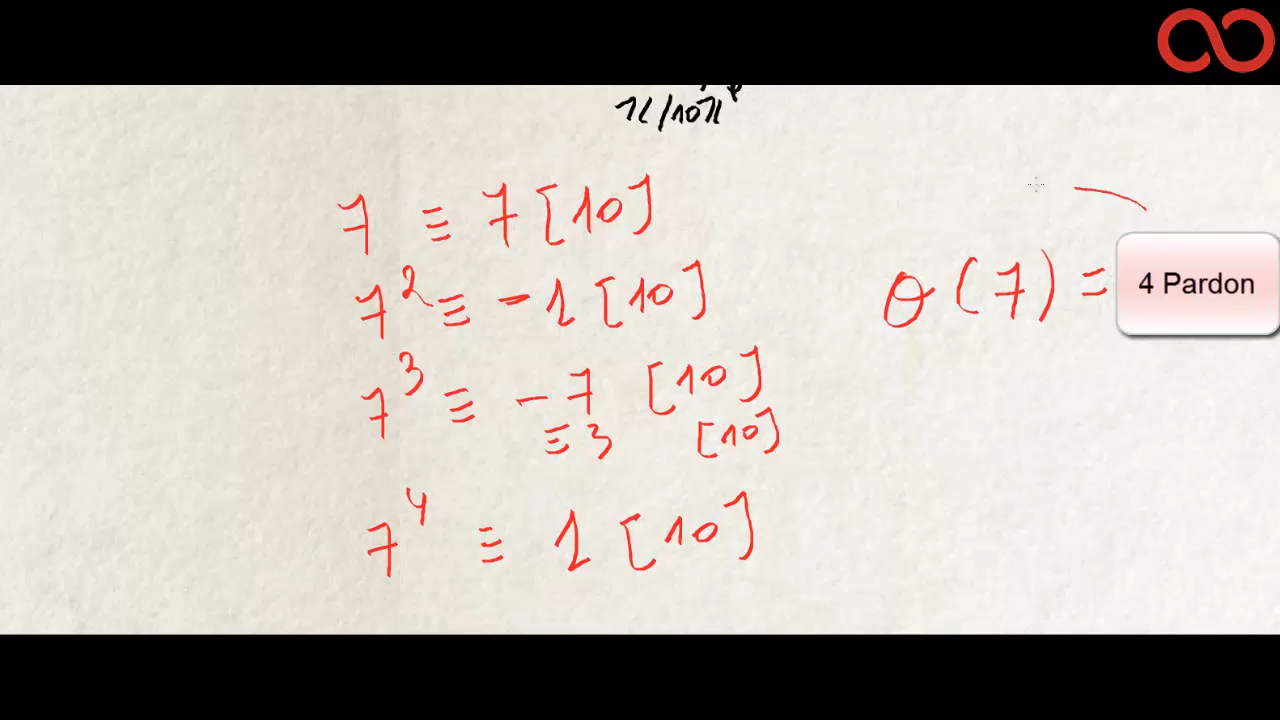 7 ≡ 7 [10]
7² ≡ -1 [10]
θ(7) = 4 Pardon
7³ ≡ -7 [10]
≡ 3 [10]
7⁴ ≡ 1 [10]